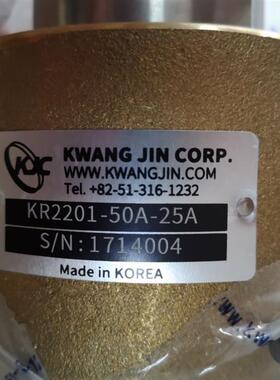 KJC KWANG JIN CORP.
WWW.KWANGJIN.COM
Tel. +82-51-316-1232
KR2201-50A-25A
S/N:1714004
Made in KOREA